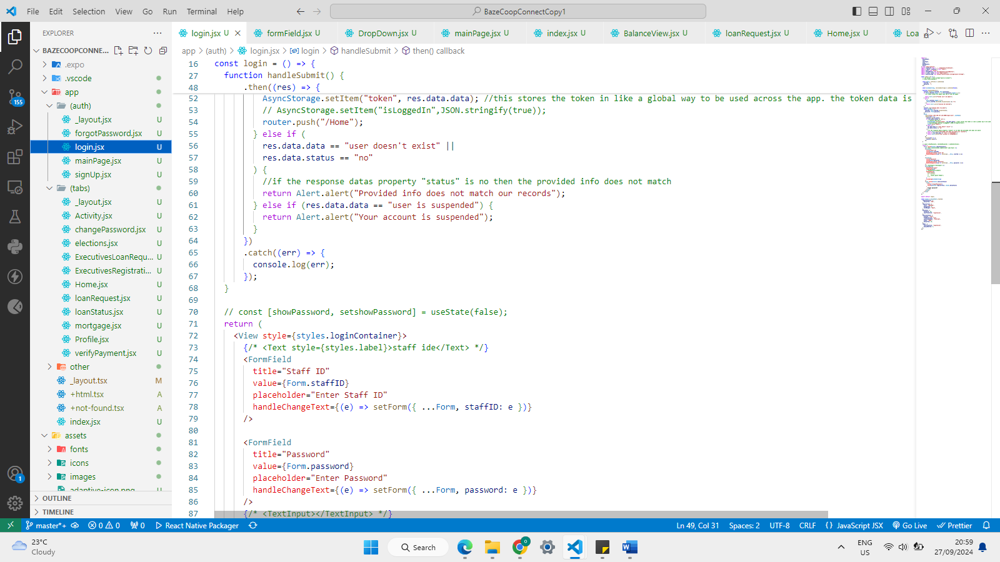 File Edit Selection View Go Run Terminal Help
BazeCoopConnectCopy1
EXPLORER
login.jsx U
formField.jsx U
DropDown.jsx U
mainPage.jsx U
index.jsx U
BalanceView.jsx U
loanRequest.jsx U
Home.jsx U
Loa
BAZECOOPCONNE...
app > (auth) > login.jsx > login > handleSubmit > then() callback
.expo
.vscode
app
(auth)
_layout.jsx U
forgotPassword.jsx U
login.jsx U
mainPage.jsx U
signUp.jsx U
(tabs)
_layout.jsx U
Activity.jsx U
changePassword.jsx U
elections.jsx U
ExecutivesLoanRequ... U
ExecutivesRegistrati... U
Home.jsx U
loanRequest.jsx U
loanStatus.jsx U
mortgage.jsx U
Profile.jsx U
verifyPayment.jsx U
other
_layout.tsx M
+html.tsx A
+not-found.tsx A
index.jsx U
assets
fonts
icons
images
adaptive-icon.png U
OUTLINE
TIMELINE
155
1
16 const login = () => {
27 function handleSubmit() {
48 .then((res) => {
52 AsyncStorage.setItem("token", res.data.data); //this stores the token in like a global way to be used across the app. the token data is
53 // AsyncStorage.setItem("isLoggedIn",JSON.stringify(true));
54 router.push("/Home");
55 } else if (
56 res.data.data == "user doesn't exist" ||
57 res.data.status == "no"
58 ) {
59 //if the response datas property "status" is no then the provided info does not match
60 return Alert.alert("Provided info does not match our records");
61 } else if (res.data.data == "user is suspended") {
62 return Alert.alert("Your account is suspended");
63 }
64 })
65 .catch((err) => {
66 console.log(err);
67 });
68 }
69
70 // const [showPassword, setshowPassword] = useState(false);
71 return (
72 <View style={styles.loginContainer}>
73 {/* <Text style={styles.label}>staff ide</Text> */}
74 <FormField
75 title="Staff ID"
76 value={Form.staffID}
77 placeholder="Enter Staff ID"
78 handleChangeText={(e) => setForm({ ...Form, staffID: e })}
79 />
80
81 <FormField
82 title="Password"
83 value={Form.password}
84 placeholder="Enter Password"
85 handleChangeText={(e) => setForm({ ...Form, password: e })}
86 />
87 {/* <TextInput></TextInput> */}
master*+ 0 0 0 React Native Packager
Ln 49, Col 31 Spaces: 2 UTF-8 CRLF {} JavaScript JSX Go Live Prettier
23°C
Cloudy
Search
ENG
US
20:59
27/09/2024